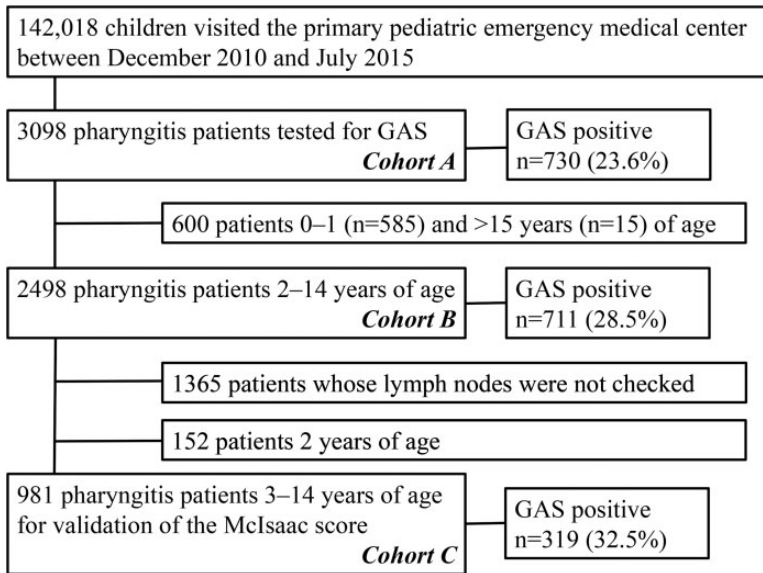 142,018 children visited the primary pediatric emergency medical center
between December 2010 and July 2015
3098 pharyngitis patients tested for GAS
Cohort A
GAS positive
n=730 (23.6%)
600 patients 0–1 (n=585) and >15 years (n=15) of age
2498 pharyngitis patients 2–14 years of age
Cohort B
GAS positive
n=711 (28.5%)
1365 patients whose lymph nodes were not checked
152 patients 2 years of age
981 pharyngitis patients 3–14 years of age
for validation of the McIsaac score
Cohort C
GAS positive
n=319 (32.5%)